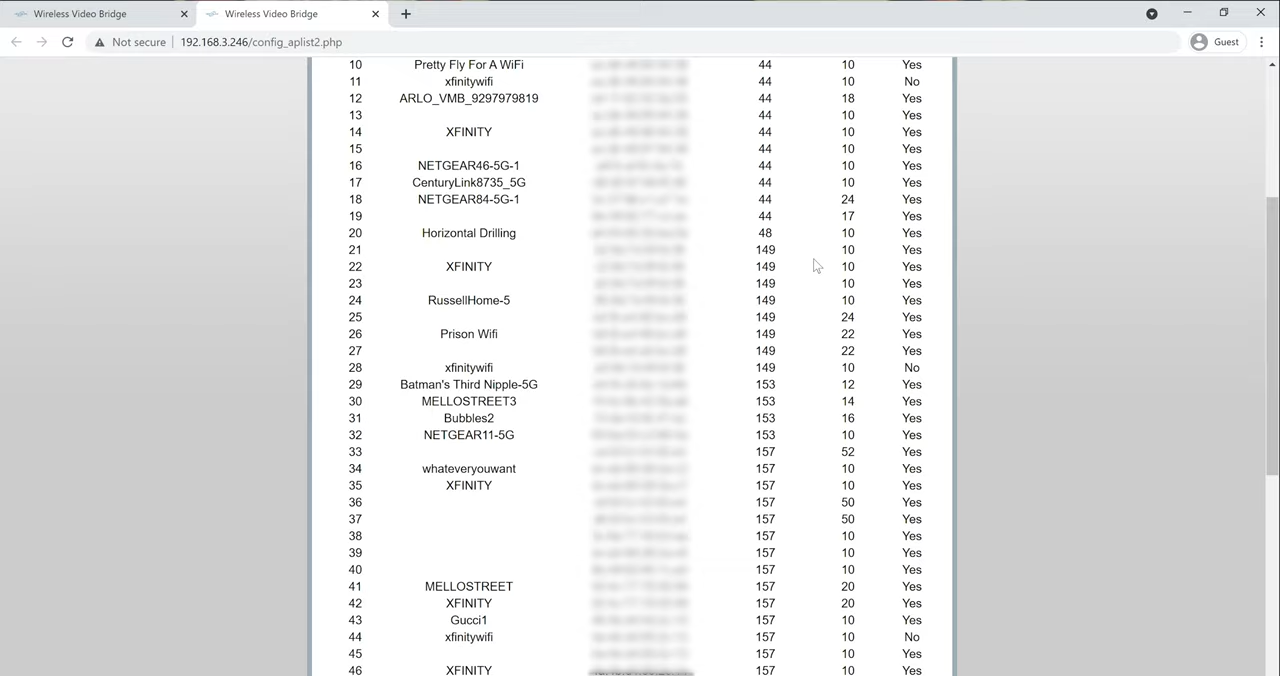 Wireless Video Bridge
Wireless Video Bridge
Not secure 192.168.3.246/config_aplist2.php Guest
10 Pretty Fly For A WiFi 44 10 Yes
11 xfinitywifi 44 10 No
12 ARLO_VMB_9297979819 44 18 Yes
13 44 10 Yes
14 XFINITY 44 10 Yes
15 44 10 Yes
16 NETGEAR46-5G-1 44 10 Yes
17 CenturyLink8735_5G 44 10 Yes
18 NETGEAR84-5G-1 44 24 Yes
19 44 17 Yes
20 Horizontal Drilling 48 10 Yes
21 149 10 Yes
22 XFINITY 149 10 Yes
23 149 10 Yes
24 RussellHome-5 149 10 Yes
25 149 24 Yes
26 Prison Wifi 149 22 Yes
27 149 22 Yes
28 xfinitywifi 149 10 No
29 Batman's Third Nipple-5G 153 12 Yes
30 MELLOSTREET3 153 14 Yes
31 Bubbles2 153 16 Yes
32 NETGEAR11-5G 153 10 Yes
33 157 52 Yes
34 whateveryouwant 157 10 Yes
35 XFINITY 157 10 Yes
36 157 50 Yes
37 157 50 Yes
38 157 10 Yes
39 157 10 Yes
40 157 10 Yes
41 MELLOSTREET 157 20 Yes
42 XFINITY 157 20 Yes
43 Gucci1 157 10 Yes
44 xfinitywifi 157 10 No
45 157 10 Yes
46 XFINITY 157 10 Yes